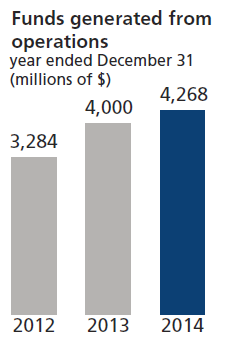 Funds generated from
operations
year ended December 31
(millions of $)
4,268
4,000
3,284
2012 2013 2014